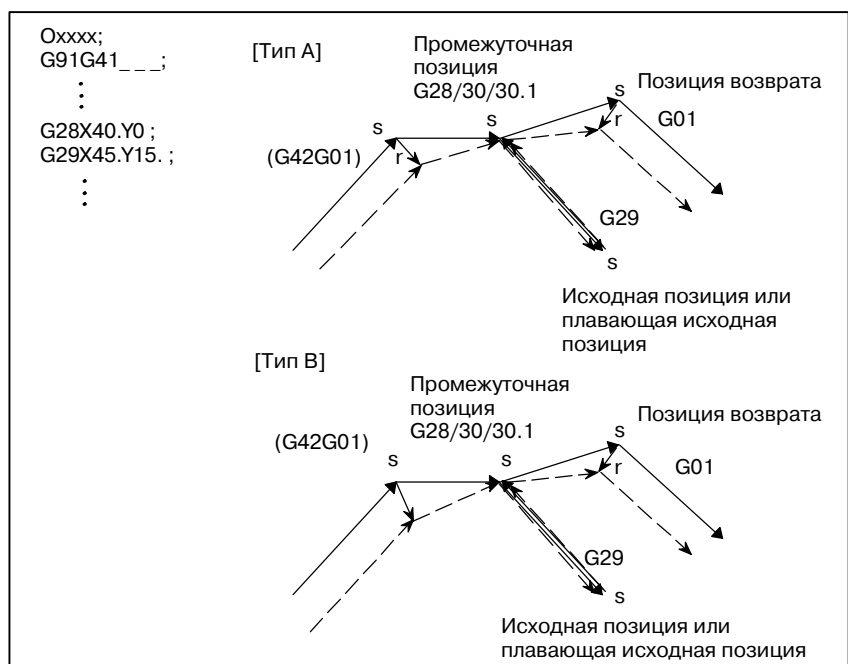 Oxxxx;
G91G41_ _ _;
G28X40.Y0 ;
G29X45.Y15. ;
[Тип A]
Промежуточная
позиция
G28/30/30.1
Позиция возврата
s
s
s
(G42G01)
r
r
G01
G29
s
Исходная позиция или
плавающая исходная
позиция
[Тип B]
Промежуточная
позиция
G28/30/30.1
Позиция возврата
(G42G01)
s
s
s
r
G01
G29
s
Исходная позиция или
плавающая исходная позиция